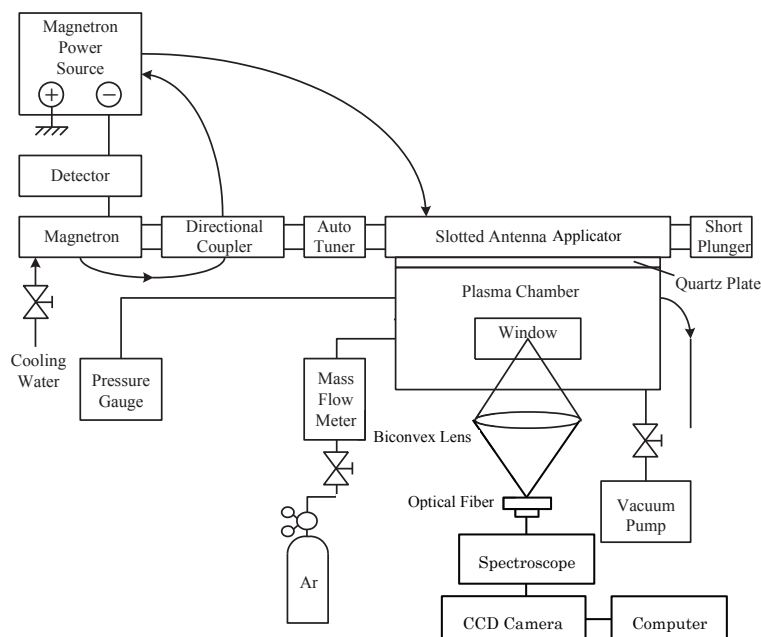 Magnetron
Power
Source
+
−
Detector
Magnetron
Directional
Coupler
Auto
Tuner
Slotted Antenna Applicator
Short
Plunger
Quartz Plate
Plasma Chamber
Window
Cooling
Water
Pressure
Gauge
Mass
Flow
Meter
Biconvex Lens
Optical Fiber
Vacuum
Pump
Spectroscope
Ar
CCD Camera
Computer